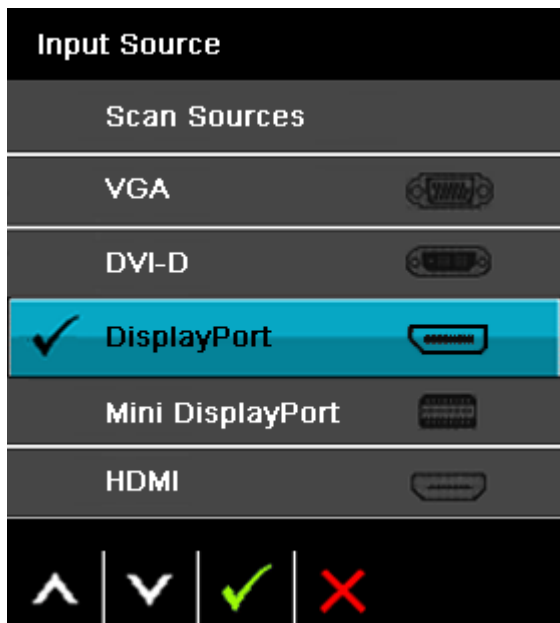 Input Source
Scan Sources
VGA
DVI-D
DisplayPort
Mini DisplayPort
HDMI